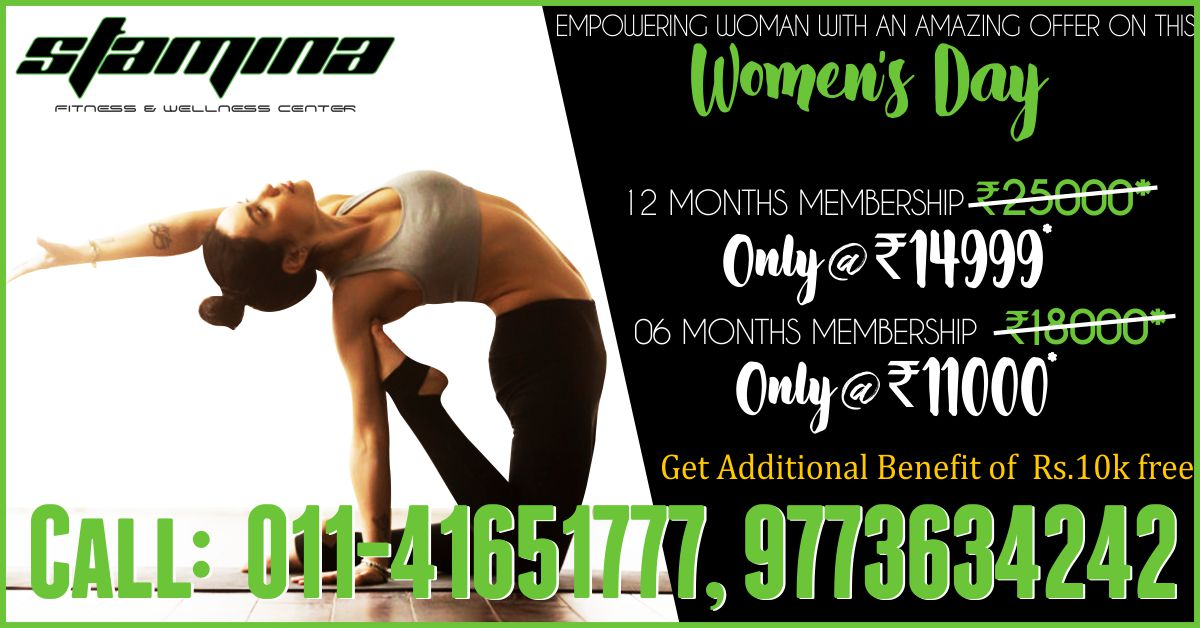 stamina
FITNESS & WELLNESS CENTER
EMPOWERING WOMAN WITH AN AMAZING OFFER ON THIS
Women's Day
12 MONTHS MEMBERSHIP ₹25000*
Only @ ₹14999*
06 MONTHS MEMBERSHIP ₹18000*
Only @ ₹11000*
Get Additional Benefit of Rs.10k free
CALL: 011-41651777, 9773634242